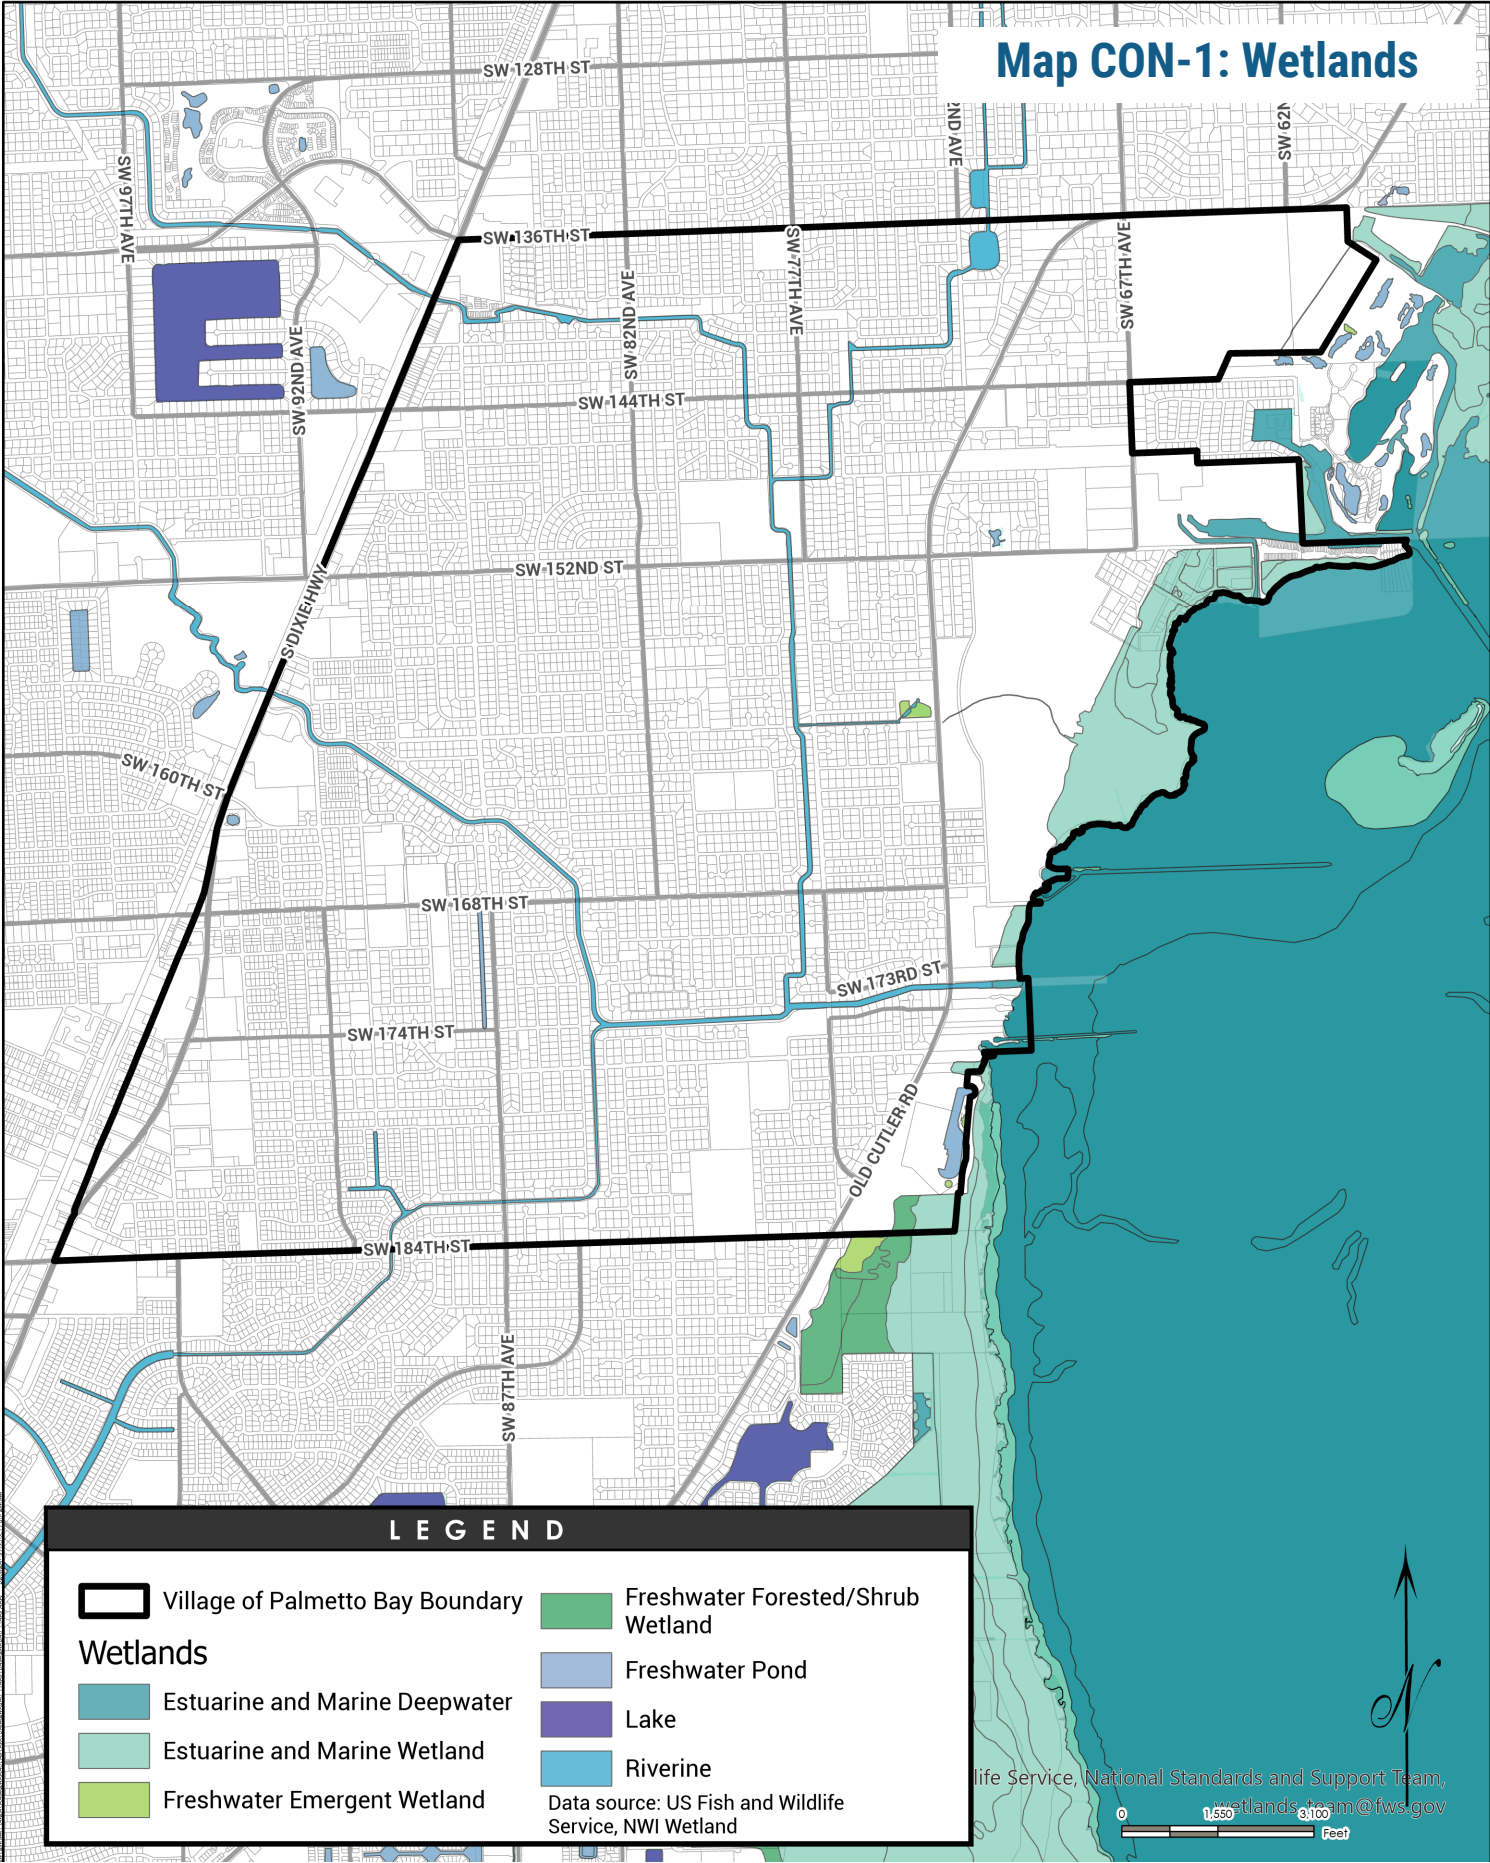 Map CON-1: Wetlands
SW 128TH ST
SW 97TH AVE
ND AVE
SW 62N
SW 136TH ST
SW 77TH AVE
SW 67TH AVE
SW 82ND AVE
SW 92ND AVE
SW 144TH ST
SW 152ND ST
S DIXIE HWY
SW 160TH ST
SW 168TH ST
SW 173RD ST
SW 174TH ST
OLD CUTLER RD
SW 184TH ST
SW 87TH AVE
LEGEND
Village of Palmetto Bay Boundary
Wetlands
Estuarine and Marine Deepwater
Estuarine and Marine Wetland
Freshwater Emergent Wetland
Freshwater Forested/Shrub
Wetland
Freshwater Pond
Lake
Riverine
Data source: US Fish and Wildlife
Service, NWI Wetland
N
life Service, National Standards and Support Team,
wetlands_team@fws.gov
0 1,550 3,100
Feet